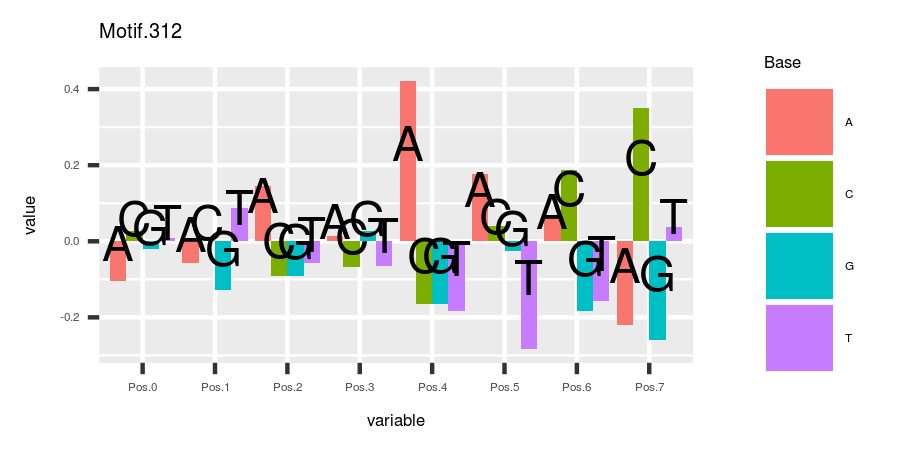 Motif.312
Base
0.4
0.2
0.0
-0.2
value
A C G T A C G T A C G T A C G T A C G T A C G T A C G T A C G T
Pos.0 Pos.1 Pos.2 Pos.3 Pos.4 Pos.5 Pos.6 Pos.7
variable
A
C
G
T